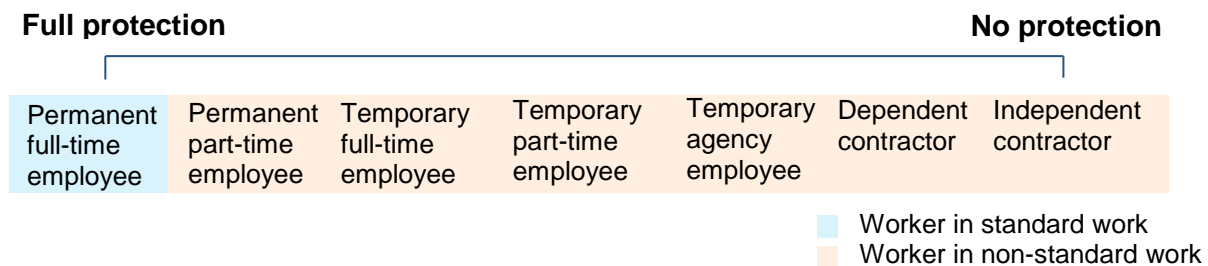 Full protection
No protection
Permanent
full-time
employee
Permanent
part-time
employee
Temporary
full-time
employee
Temporary
part-time
employee
Temporary
agency
employee
Dependent
contractor
Independent
contractor
Worker in standard work
Worker in non-standard work